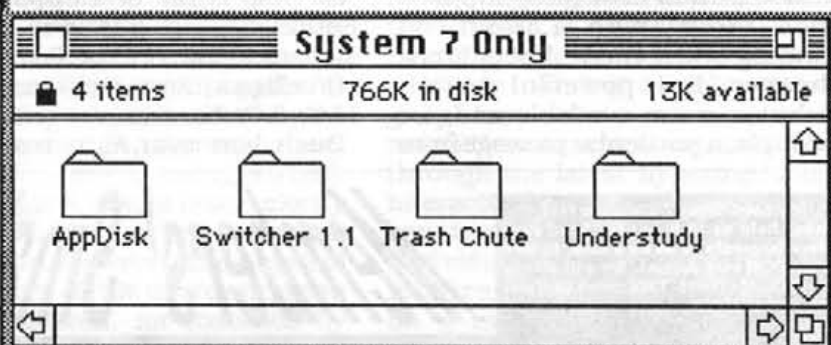 System 7 Only
4 items 766K in disk 13K available
AppDisk Switcher 1.1 Trash Chute Understudy